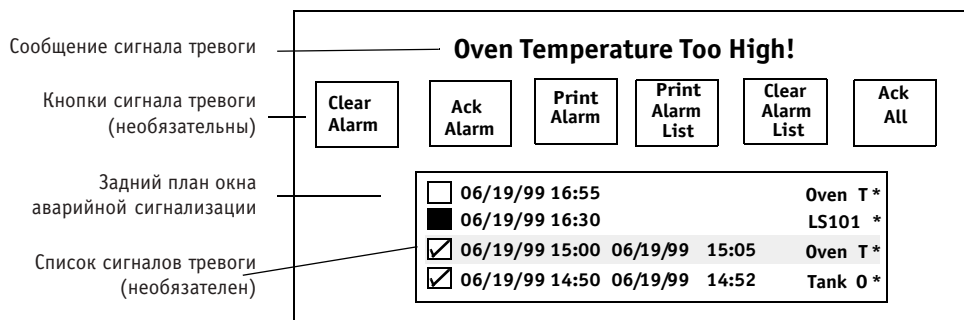 Сообщение сигнала тревоги
Oven Temperature Too High!
Кнопки сигнала тревоги
(необязательны)
Clear
Alarm
Ack
Alarm
Print
Alarm
Print
Alarm
List
Clear
Alarm
List
Ack
All
Задний план окна
аварийной сигнализации
06/19/99 16:55 Oven T *
06/19/99 16:30 LS101 *
06/19/99 15:00 06/19/99 15:05 Oven T *
06/19/99 14:50 06/19/99 14:52 Tank O *
Список сигналов тревоги
(необязателен)